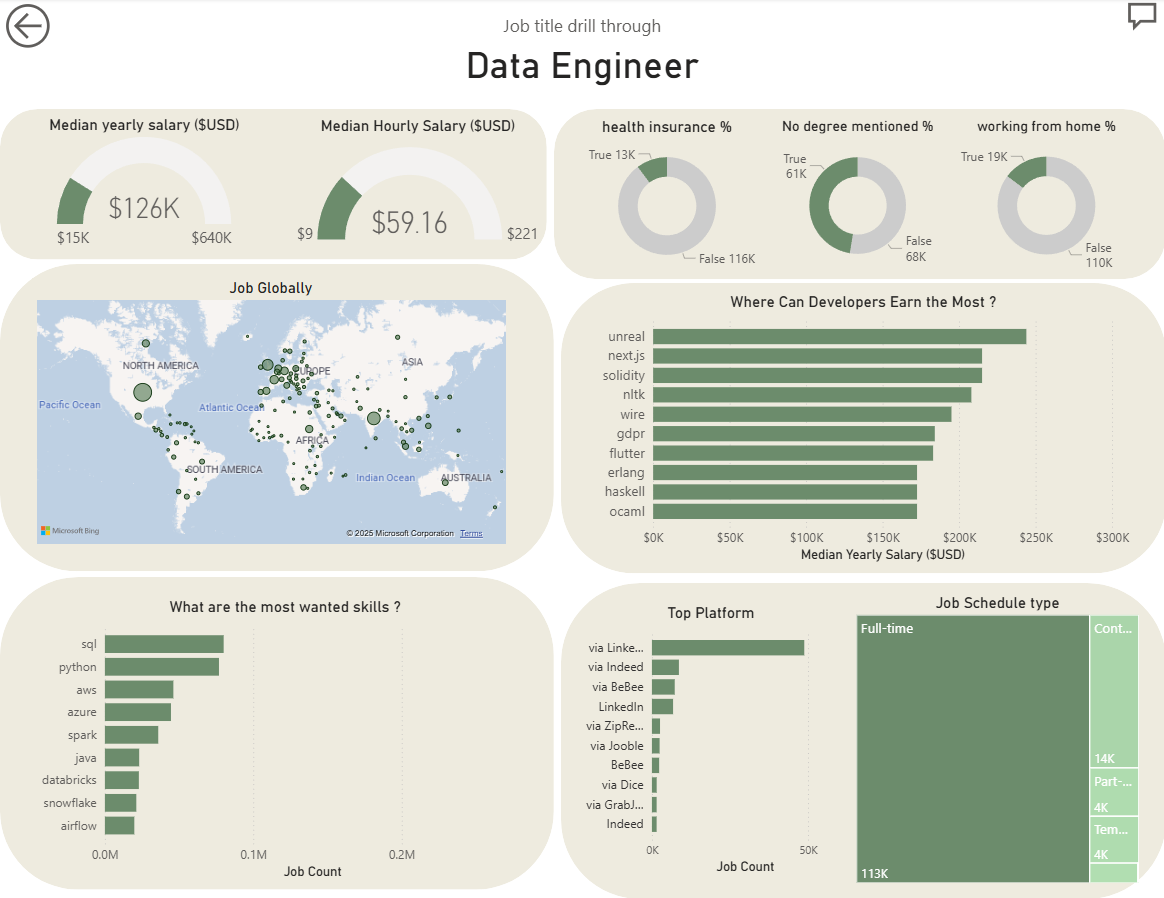 Job title drill through
Data Engineer
Median yearly salary ($USD)
$126K
$15K
$640K
Median Hourly Salary ($USD)
$59.16
$9
$221
health insurance %
True 13K
False 116K
No degree mentioned %
True
61K
False
68K
working from home %
True 19K
False
110K
Job Globally
NORTH AMERICA
EUROPE
ASIA
Pacific Ocean
Atlantic Ocean
AFRICA
SOUTH AMERICA
Indian Ocean
AUSTRALIA
Microsoft Bing
© 2025 Microsoft Corporation Terms
Where Can Developers Earn the Most ?
unreal
next.js
solidity
nltk
wire
gdpr
flutter
erlang
haskell
ocaml
$0K $50K $100K $150K $200K $250K $300K
Median Yearly Salary ($USD)
What are the most wanted skills ?
sql
python
aws
azure
spark
java
databricks
snowflake
airflow
0.0M 0.1M 0.2M
Job Count
Top Platform
via Linke...
via Indeed
via BeBee
LinkedIn
via ZipRe...
via Jooble
BeBee
via Dice
via GrabJ...
Indeed
0K 50K
Job Count
Job Schedule type
Full-time
113K
Cont...
14K
Part-...
4K
Tem...
4K